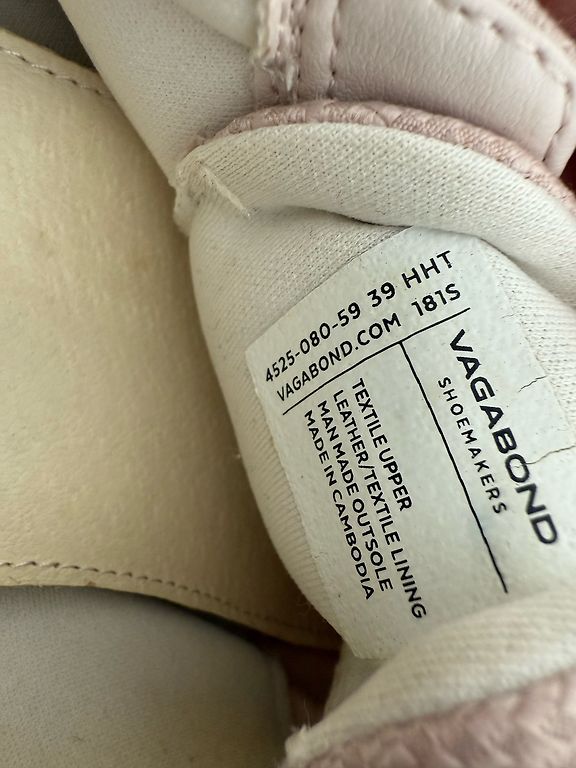 4525-080-59 39 HHT
VAGABOND.COM 181S
VAGABOND
SHOEMAKERS
TEXTILE UPPER
LEATHER/TEXTILE LINING
MAN MADE OUTSOLE
MADE IN CAMBODIA